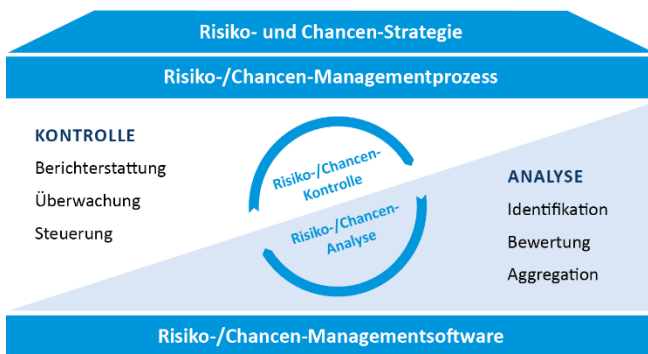 Risiko- und Chancen-Strategie
Risiko-/Chancen-Managementprozess
KONTROLLE
Berichterstattung
Überwachung
Steuerung
Risiko-/Chancen-
Kontrolle
Risiko-/Chancen-
Analyse
ANALYSE
Identifikation
Bewertung
Aggregation
Risiko-/Chancen-Managementsoftware